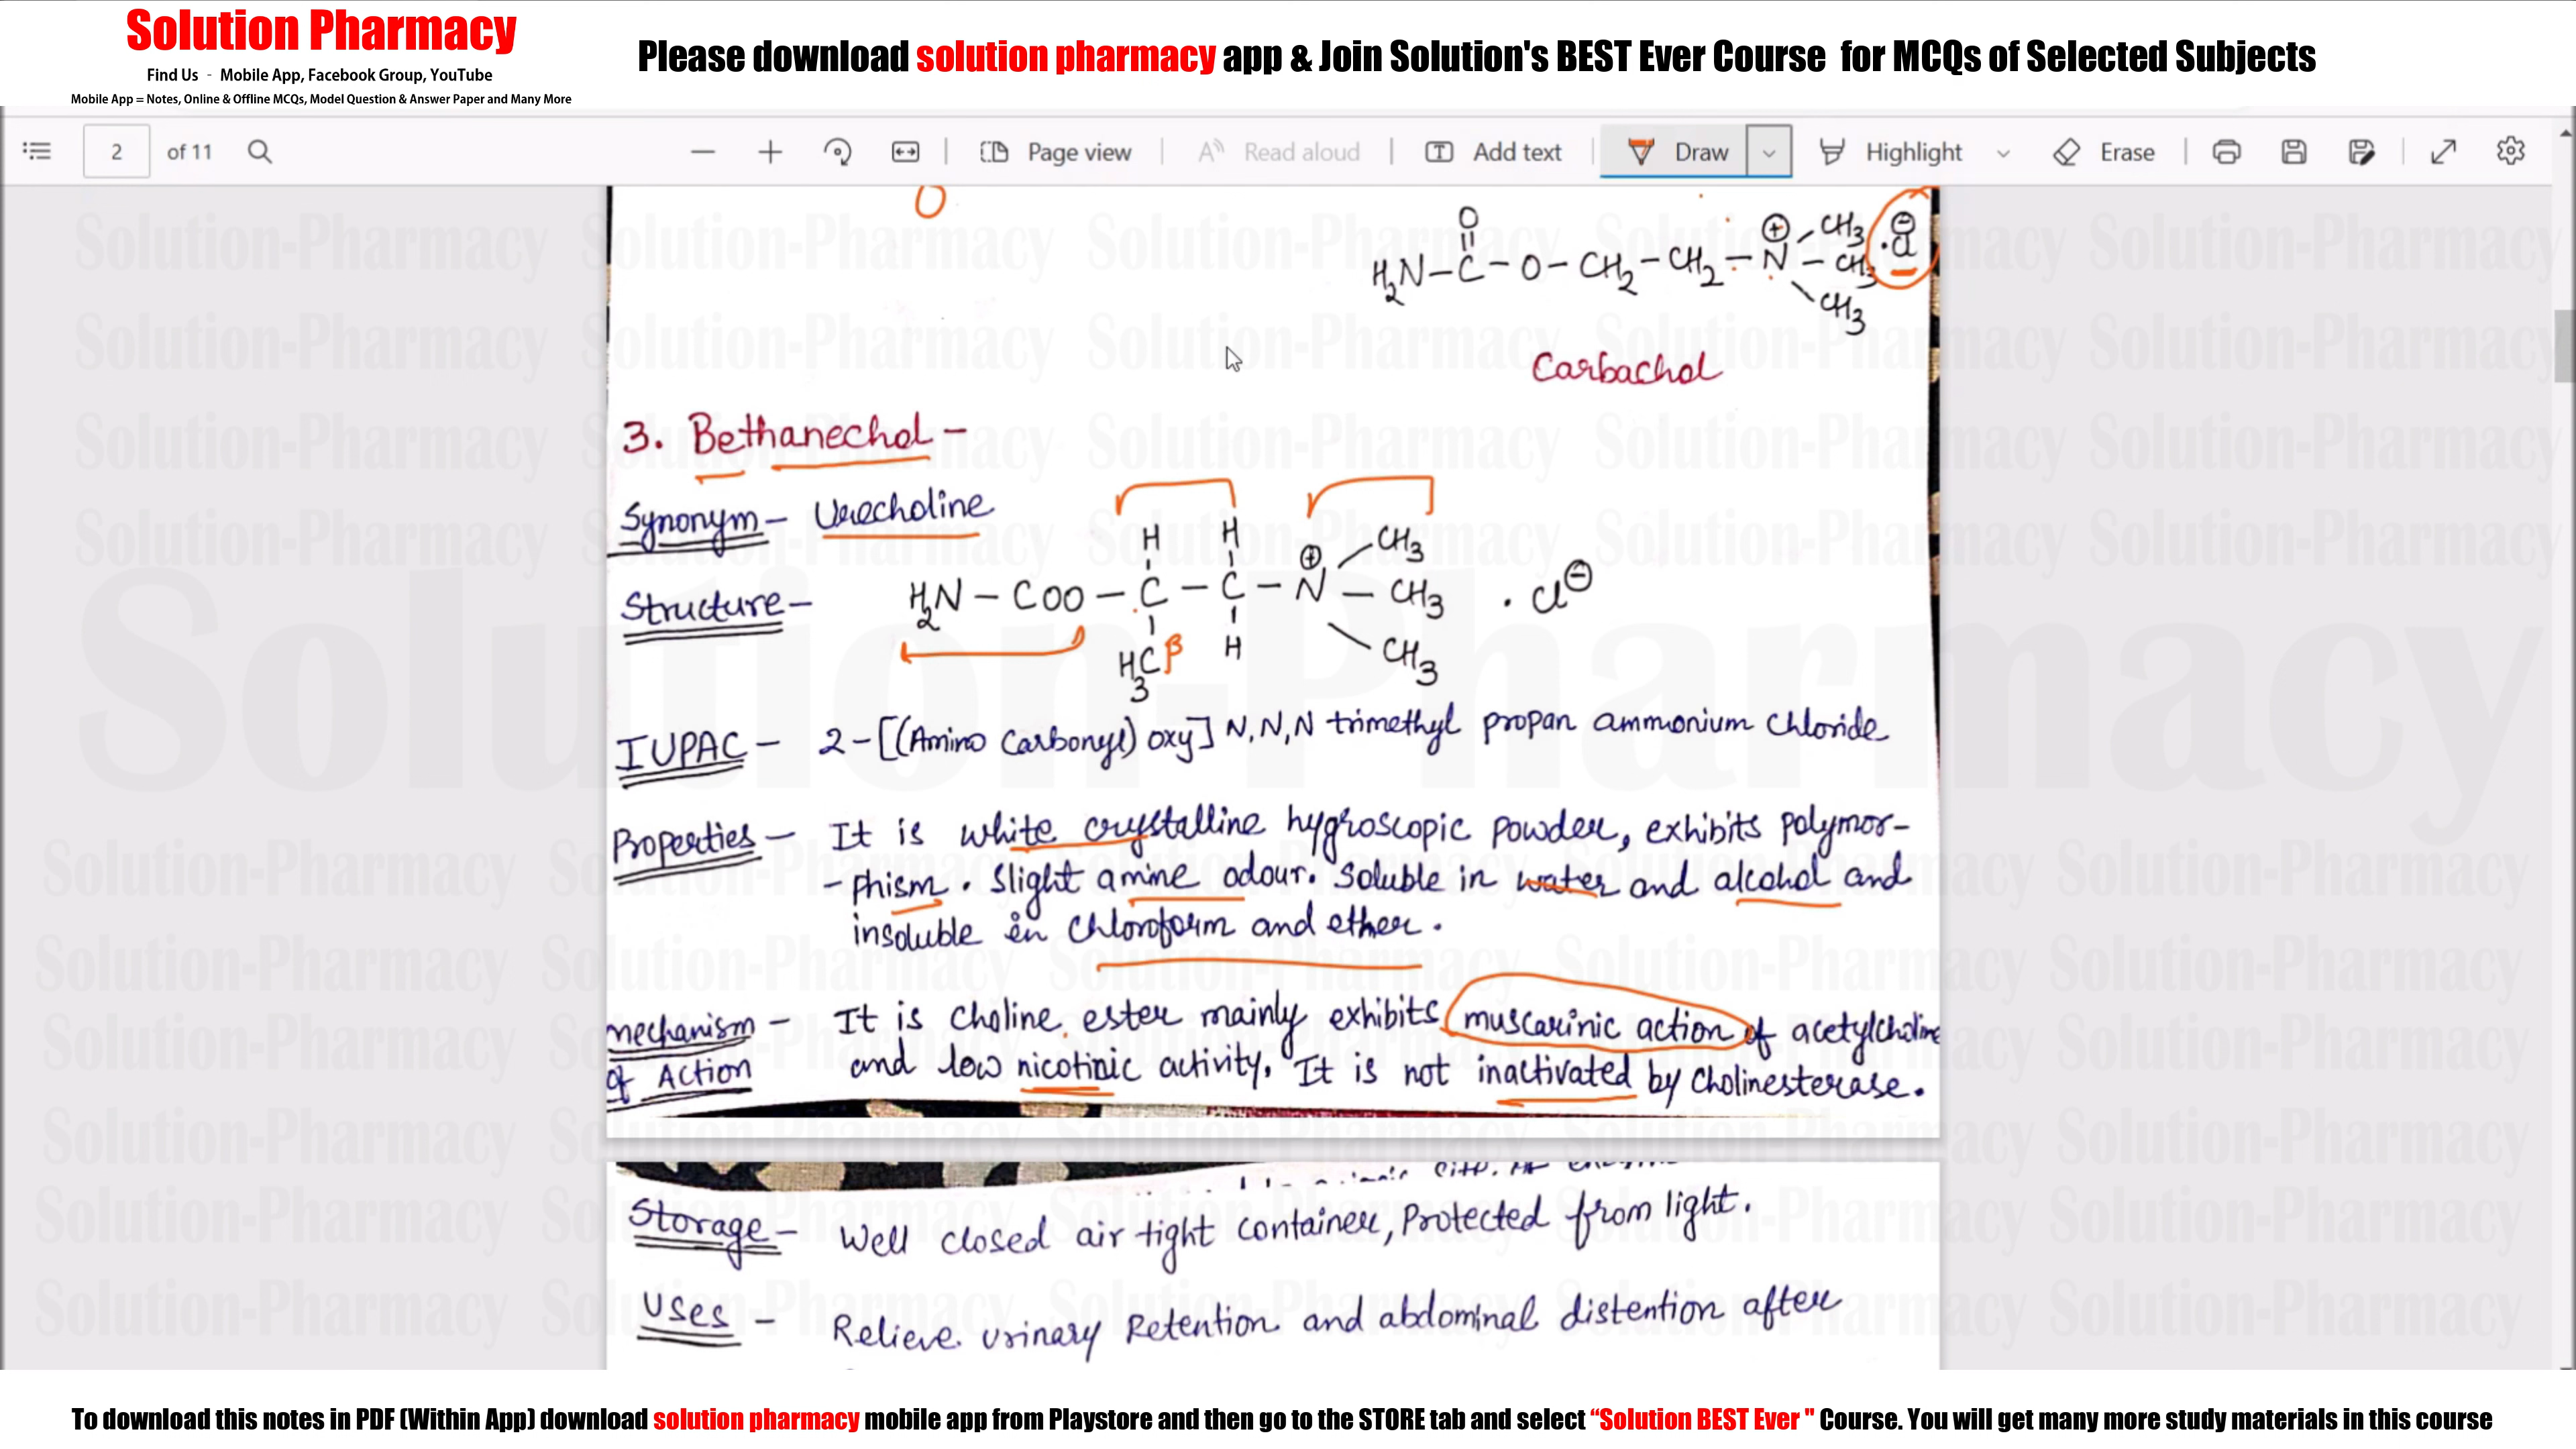 Solution Pharmacy
Find Us - Mobile App, Facebook Group, YouTube
Mobile App = Notes, Online & Offline MCQs, Model Question & Answer Paper and Many More
Please download solution pharmacy app & Join Solution's BEST Ever Course for MCQs of Selected Subjects
2 of 11 Page view Read aloud Add text Draw Highlight Erase
O
H2N-C-O-CH2-CH2-N CH3 CH3 CH3 ⊕ . Cl ⊖
Carbachol
3. Bethanechol-
Synonym- Urecholine
H H ⊕ CH3
Structure- H2N - COO - C - C - N - CH3 . Cl⊖
H3C β H CH3
IUPAC - 2-[(Amino Carbonyl) oxy] N,N,N trimethyl propan ammonium chloride
Properties - It is white crystalline hygroscopic powder, exhibits polymor-
-phism. Slight amine odour. Soluble in water and alcohol and
insoluble in chloroform and ether.
mechanism - It is choline ester mainly exhibits muscarinic action of acetylcholine
of Action and low nicotinic activity. It is not inactivated by cholinesterase.
Storage - Well closed air tight container, Protected from light.
Uses - Relieve urinary Retention and abdominal distention after
Solution-Pharmacy
To download this notes in PDF (Within App) download solution pharmacy mobile app from Playstore and then go to the STORE tab and select “Solution BEST Ever " Course. You will get many more study materials in this course